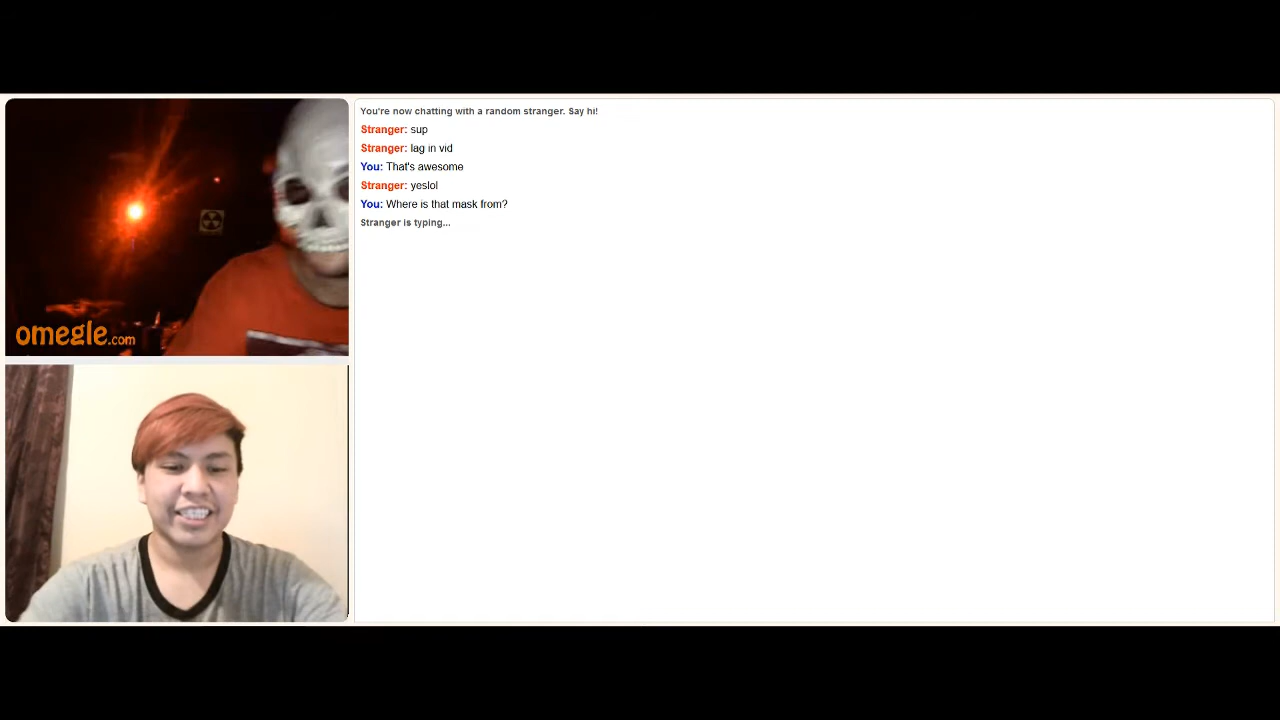 You're now chatting with a random stranger. Say hi!
Stranger: sup
Stranger: lag in vid
You: That's awesome
Stranger: yeslol
You: Where is that mask from?
Stranger is typing...
omegle.com